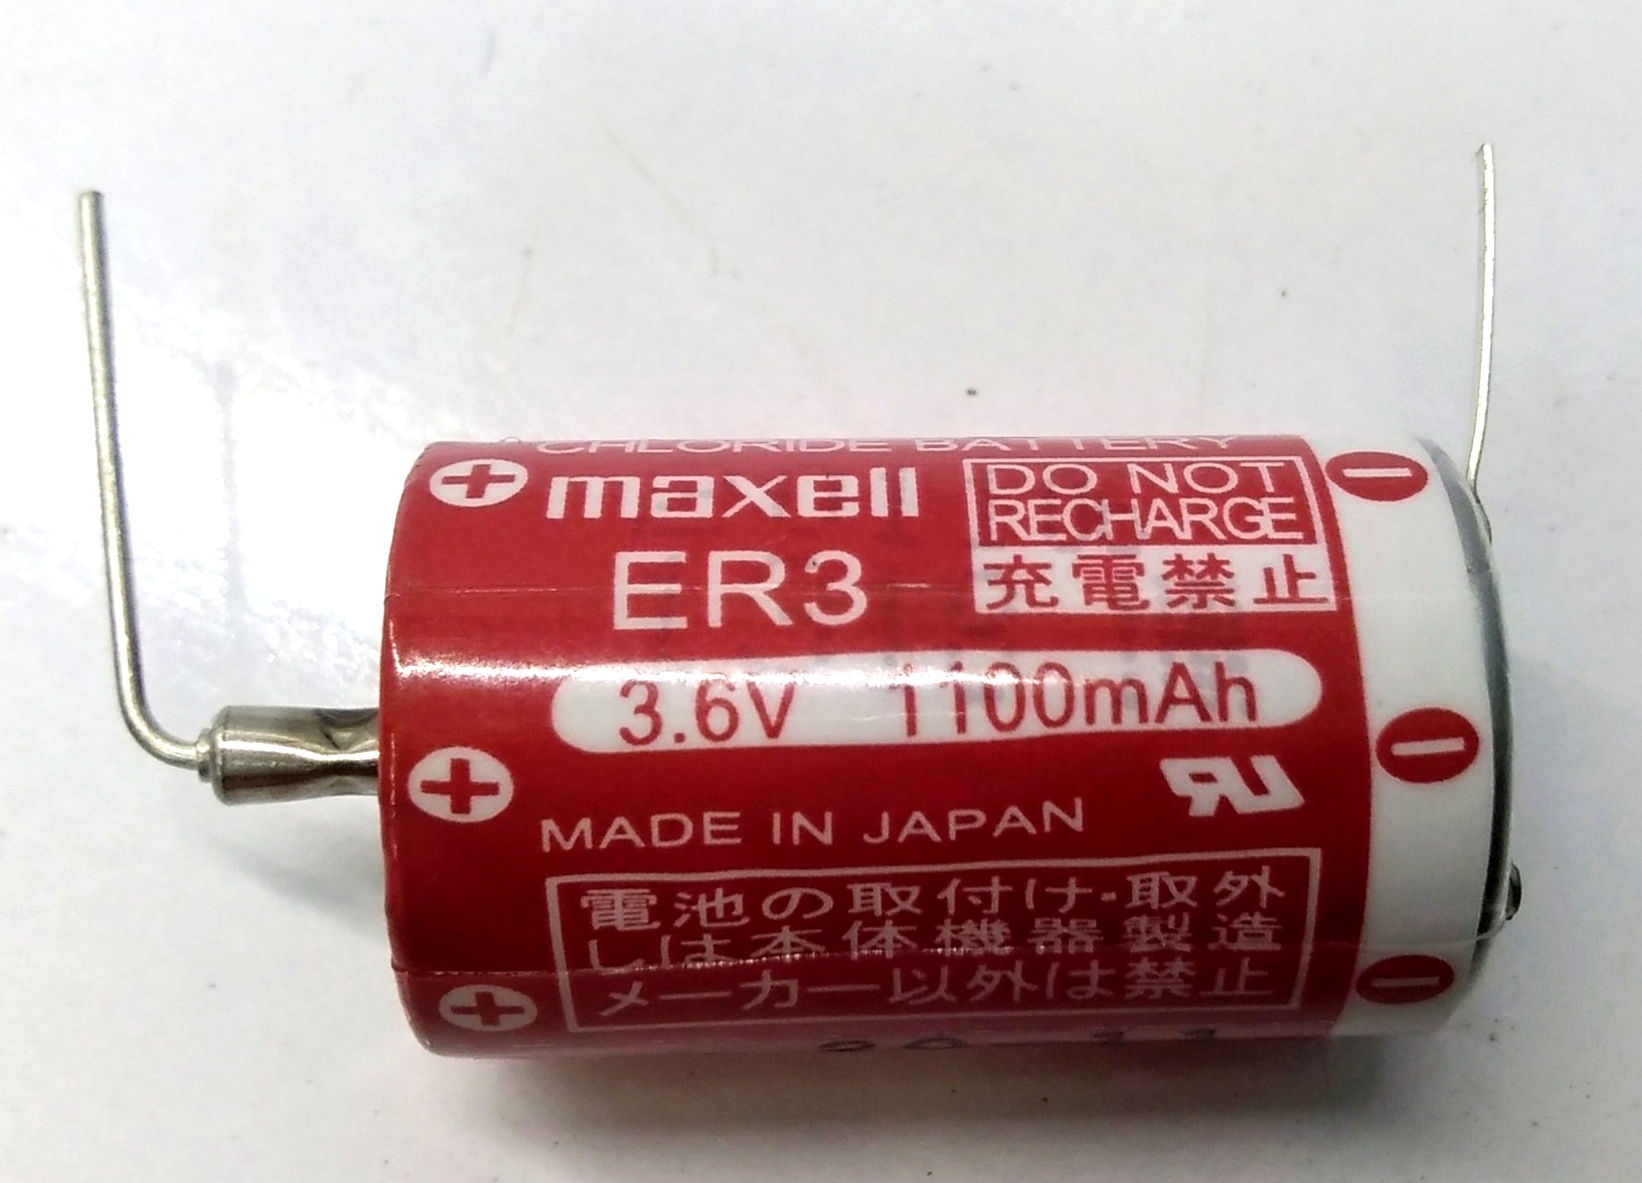 CHLORIDE BATTERY
maxell
DO NOT
RECHARGE
充電禁止
ER3
3.6V 1100mAh
MADE IN JAPAN
電池の取付け·取外
しは本体機器製造
メーカー以外は禁止